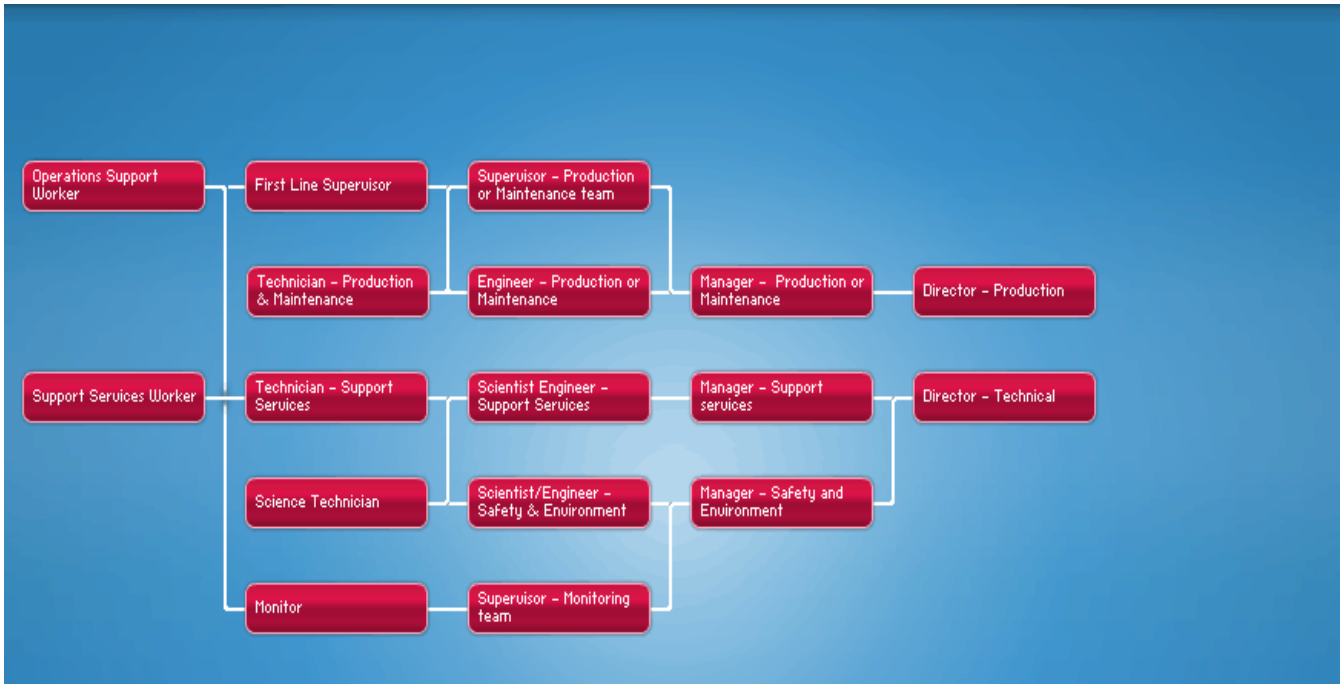 Operations Support
Worker
First Line Supervisor
Supervisor - Production
or Maintenance team
Technician - Production
& Maintenance
Engineer - Production or
Maintenance
Manager - Production or
Maintenance
Director - Production
Support Services Worker
Technician - Support
Services
Scientist Engineer -
Support Services
Manager - Support
services
Director - Technical
Science Technician
Scientist/Engineer -
Safety & Environment
Manager - Safety and
Environment
Monitor
Supervisor - Monitoring
team